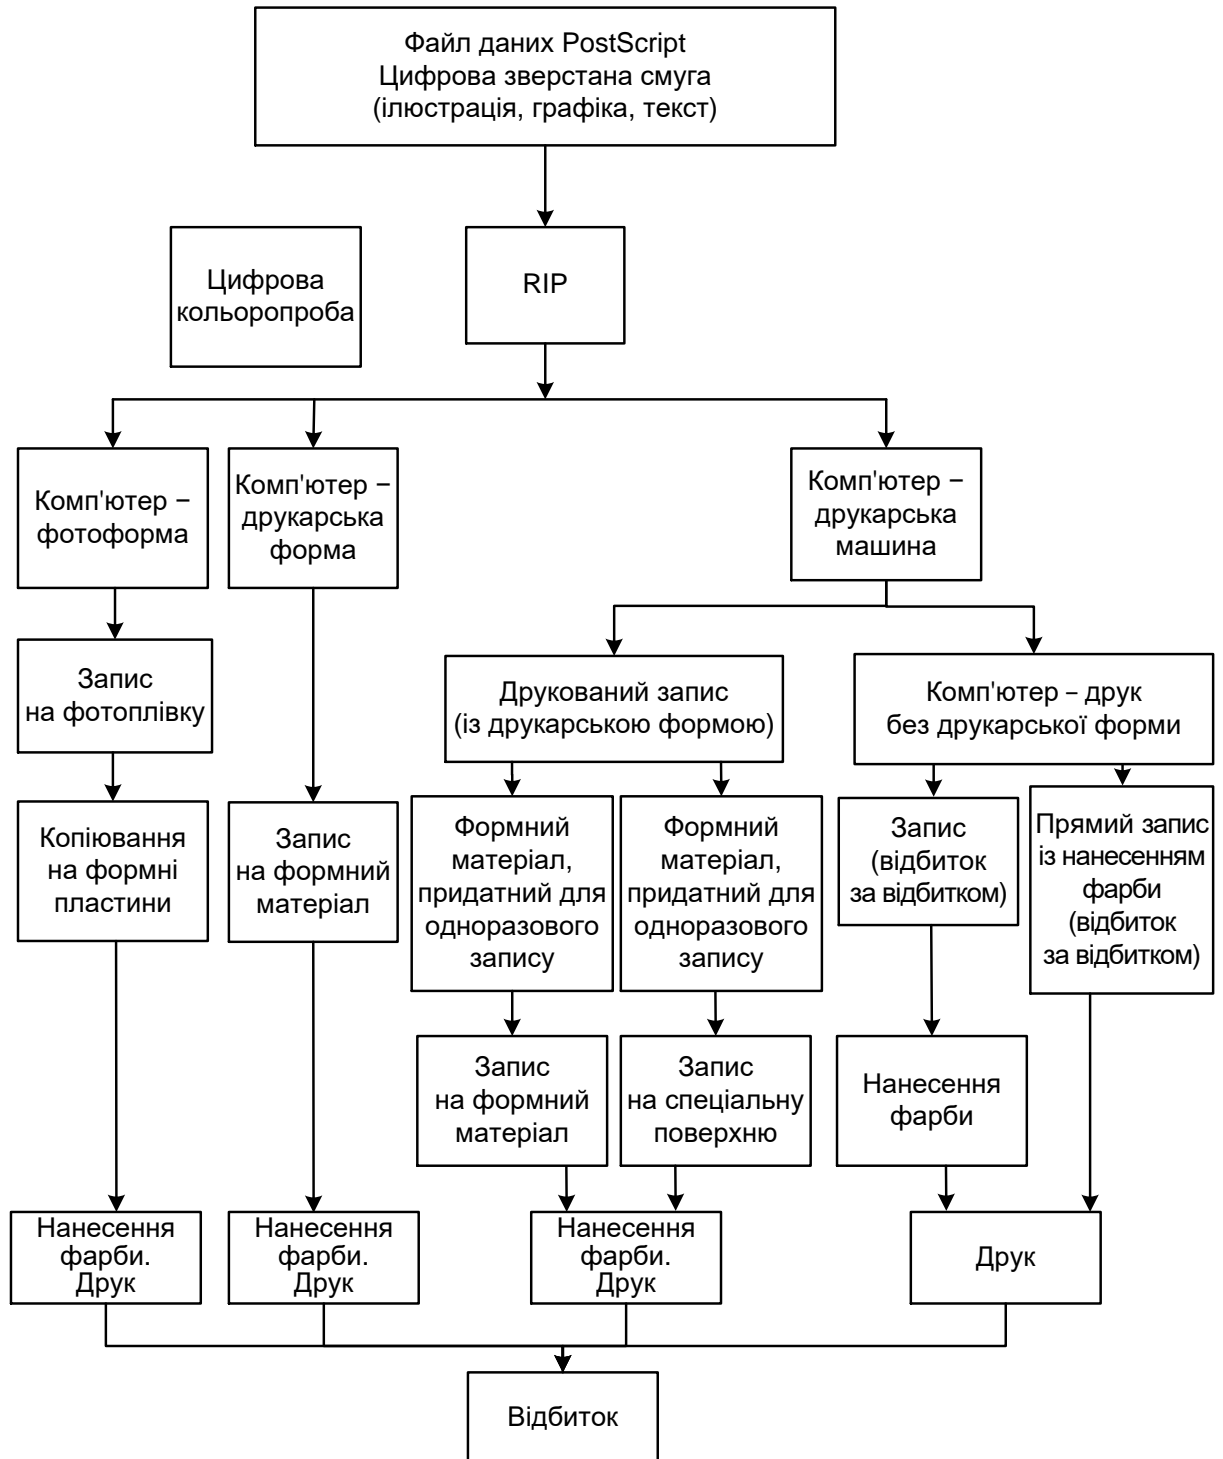 Файл даних PostScript
Цифрова зверстана смуга
(ілюстрація, графіка, текст)
Цифрова
кольоропроба
RIP
Комп'ютер –
фотоформа
Комп'ютер –
друкарська
форма
Комп'ютер –
друкарська
машина
Запис
на фотоплівку
Друкований запис
(із друкарською формою)
Комп'ютер – друк
без друкарської форми
Копіювання
на формні
пластини
Запис
на формний
матеріал
Формний
матеріал,
придатний для
одноразового
запису
Формний
матеріал,
придатний для
одноразового
запису
Запис
(відбиток
за відбитком)
Прямий запис
із нанесенням
фарби
(відбиток
за відбитком)
Запис
на формний
матеріал
Запис
на спеціальну
поверхню
Нанесення
фарби
Нанесення
фарби.
Друк
Нанесення
фарби.
Друк
Нанесення
фарби.
Друк
Друк
Відбиток